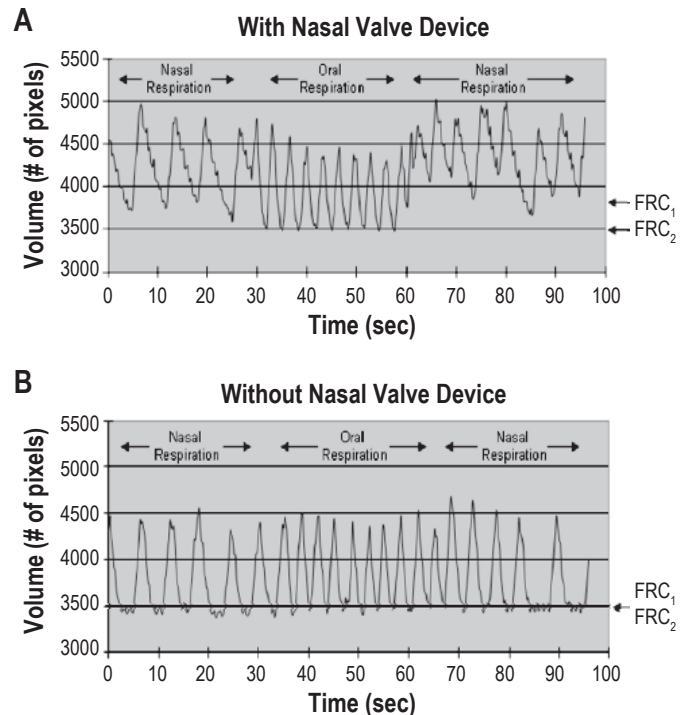 A
With Nasal Valve Device
Volume (# of pixels)
5500
5000
4500
4000
3500
3000
Nasal
Respiration
Oral
Respiration
Nasal
Respiration
FRC1
FRC2
0 10 20 30 40 50 60 70 80 90 100
Time (sec)
B
Without Nasal Valve Device
Volume (# of pixels)
5500
5000
4500
4000
3500
3000
Nasal
Respiration
Oral
Respiration
Nasal
Respiration
FRC1
FRC2
0 10 20 30 40 50 60 70 80 90 100
Time (sec)